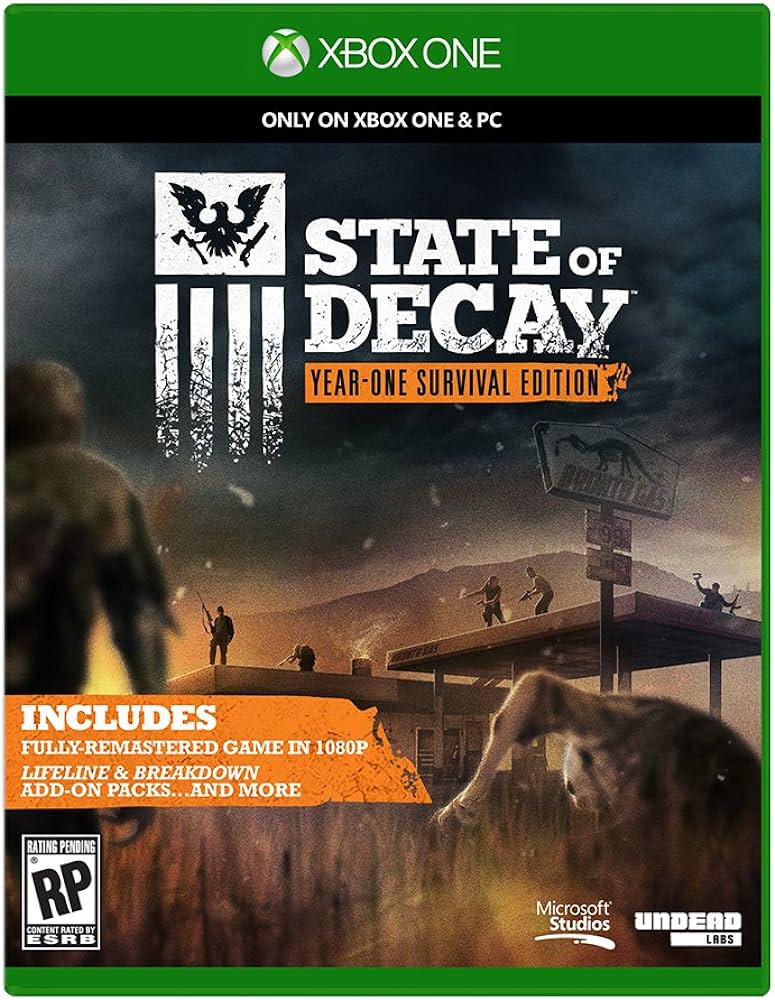 XBOX ONE
ONLY ON XBOX ONE & PC
STATE OF
DECAY™
YEAR-ONE SURVIVAL EDITION
INCLUDES
FULLY-REMASTERED GAME IN 1080P
LIFELINE & BREAKDOWN
ADD-ON PACKS...AND MORE
RATING PENDING
RP
®
CONTENT RATED BY
ESRB
Microsoft®
Studios
UNDEAD
LABS